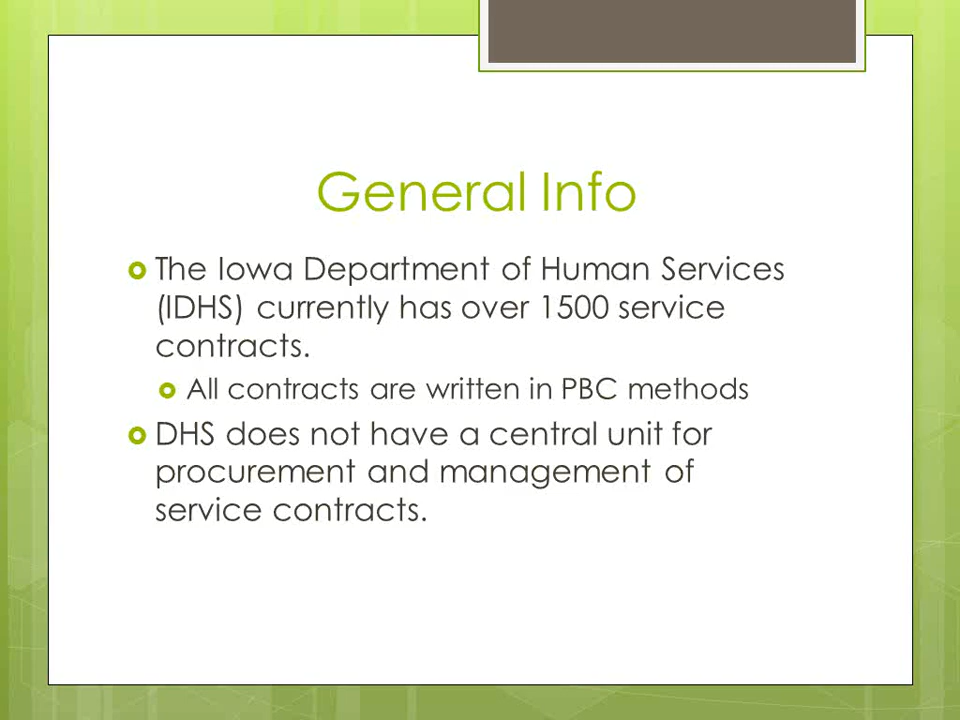 General Info
The Iowa Department of Human Services
(IDHS) currently has over 1500 service
contracts.
All contracts are written in PBC methods
DHS does not have a central unit for
procurement and management of
service contracts.